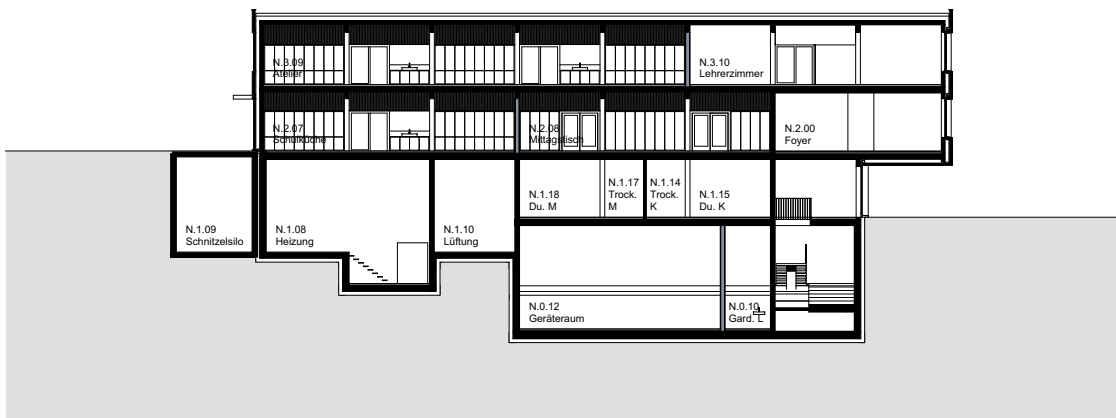 N.3.09
Atelier
N.3.10
Lehrerzimmer
N.2.07
Schulküche
N.2.08
Mittagstisch
N.2.00
Foyer
N.1.09
Schnitzelsilo
N.1.08
Heizung
N.1.10
Lüftung
N.1.18
Du. M
N.1.17
Trock.
M
N.1.14
Trock.
K
N.1.15
Du. K
N.0.12
Geräteraum
N.0.10
Gard. L